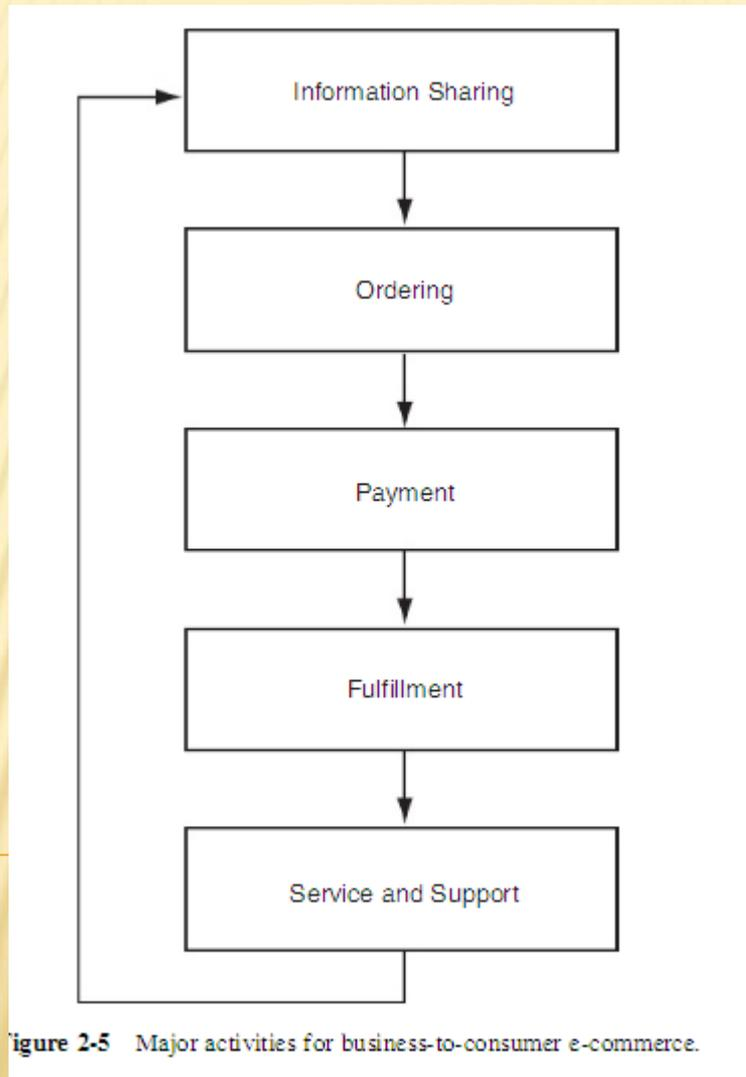 Information Sharing
Ordering
Payment
Fulfillment
Service and Support
igure 2-5 Major activities for business-to-consumer e-commerce.